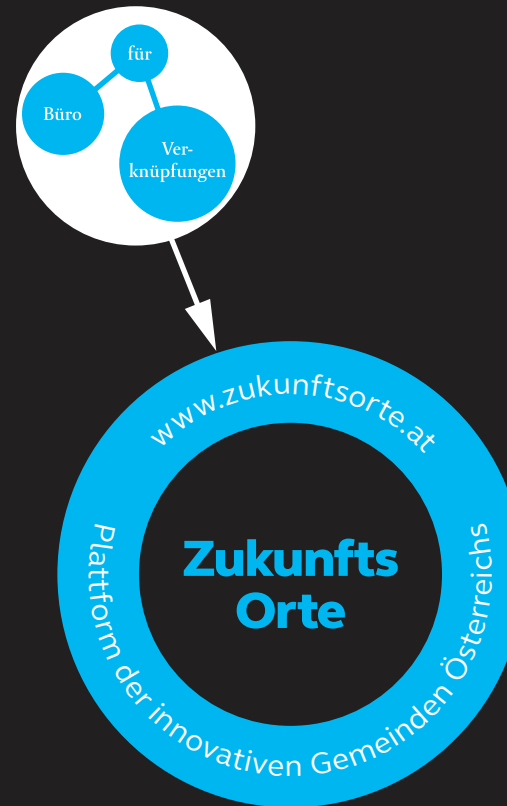 Büro
für
Ver-
knüpfungen
www.zukunftsorte.at
Zukunfts
Orte
Plattform der innovativen Gemeinden Österreichs